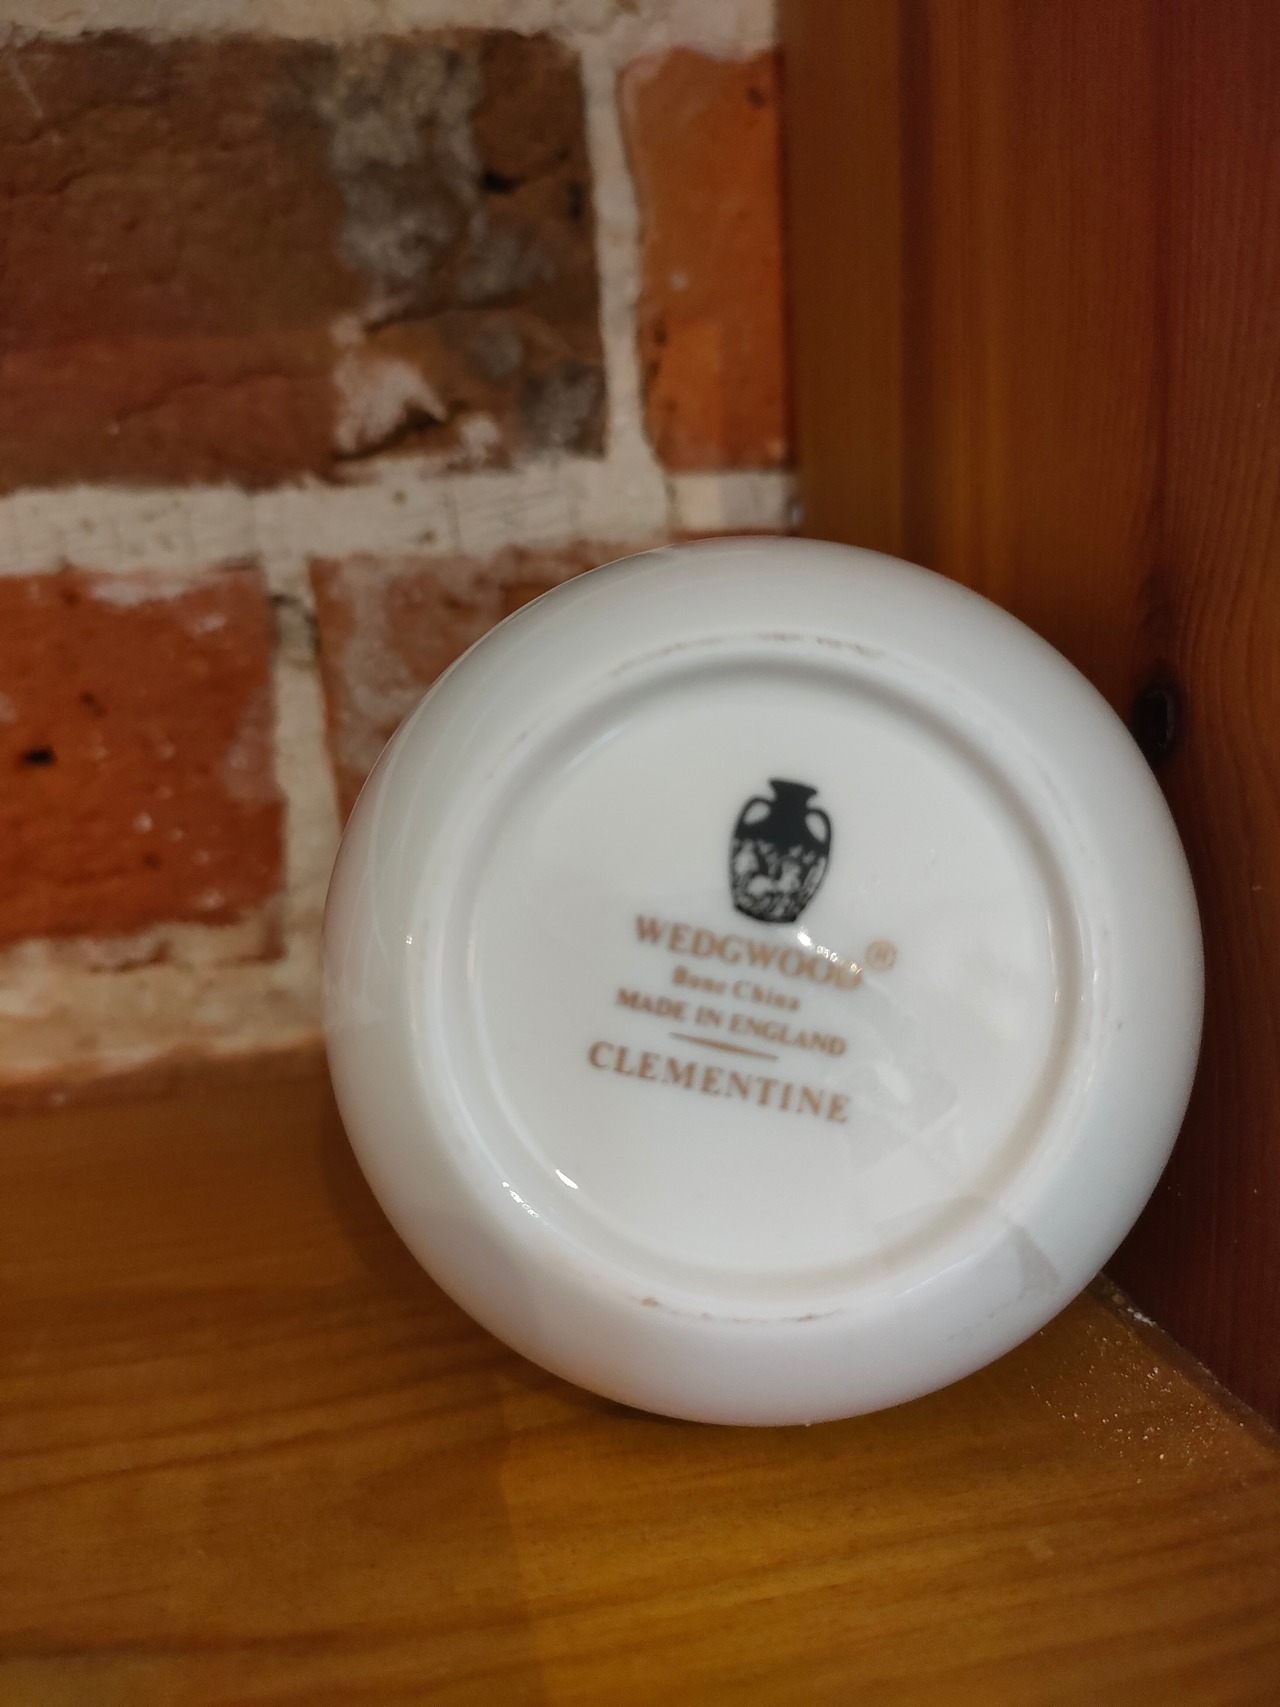 WEDGWOOD®
Bone China
MADE IN ENGLAND
CLEMENTINE